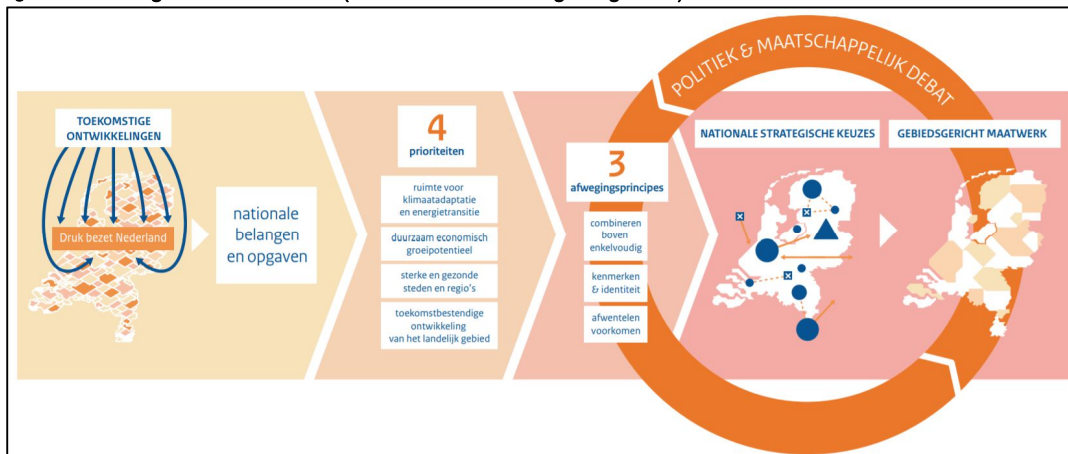 TOEKOMSTIGE
ONTWIKKELINGEN
Druk bezet Nederland
nationale
belangen
en opgaven
4
prioriteiten
ruimte voor
klimaatadaptatie
en energietransitie
duurzaam economisch
groeipotentieel
sterke en gezonde
steden en regio's
toekomstbestendige
ontwikkeling
van het landelijk gebied
3
afwegingsprincipes
combineren
boven
enkelvoudig
kenmerken
& identiteit
afwentelen
voorkomen
POLITIEK & MAATSCHAPPELIJK DEBAT
NATIONALE STRATEGISCHE KEUZES
GEBIEDSGERICHT MAATWERK